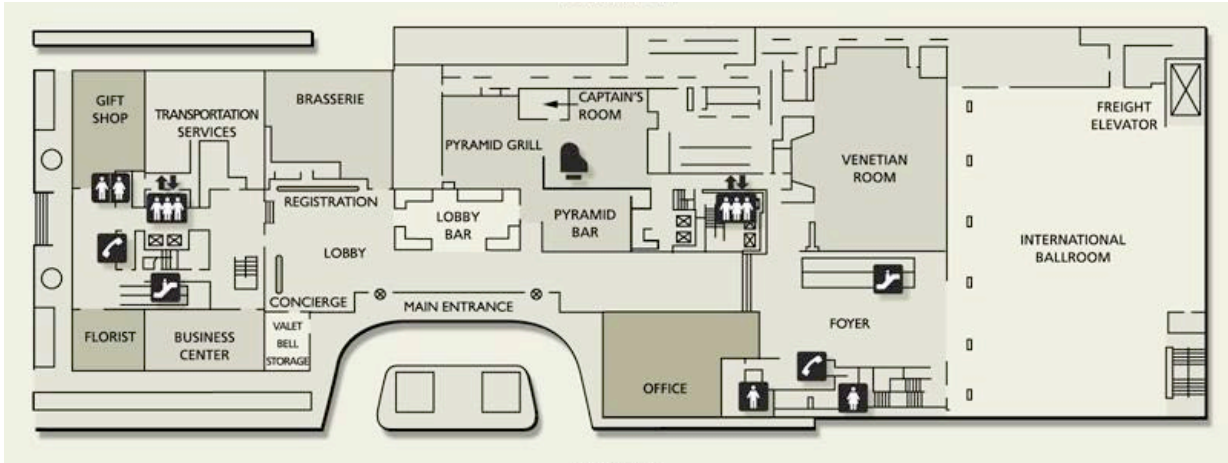 GIFT
SHOP
TRANSPORTATION
SERVICES
BRASSERIE
CAPTAIN'S
ROOM
PYRAMID GRILL
FREIGHT
ELEVATOR
VENETIAN
ROOM
REGISTRATION
LOBBY
BAR
PYRAMID
BAR
LOBBY
INTERNATIONAL
BALLROOM
CONCIERGE
MAIN ENTRANCE
FLORIST
BUSINESS
CENTER
VALET
BELL
STORAGE
FOYER
OFFICE